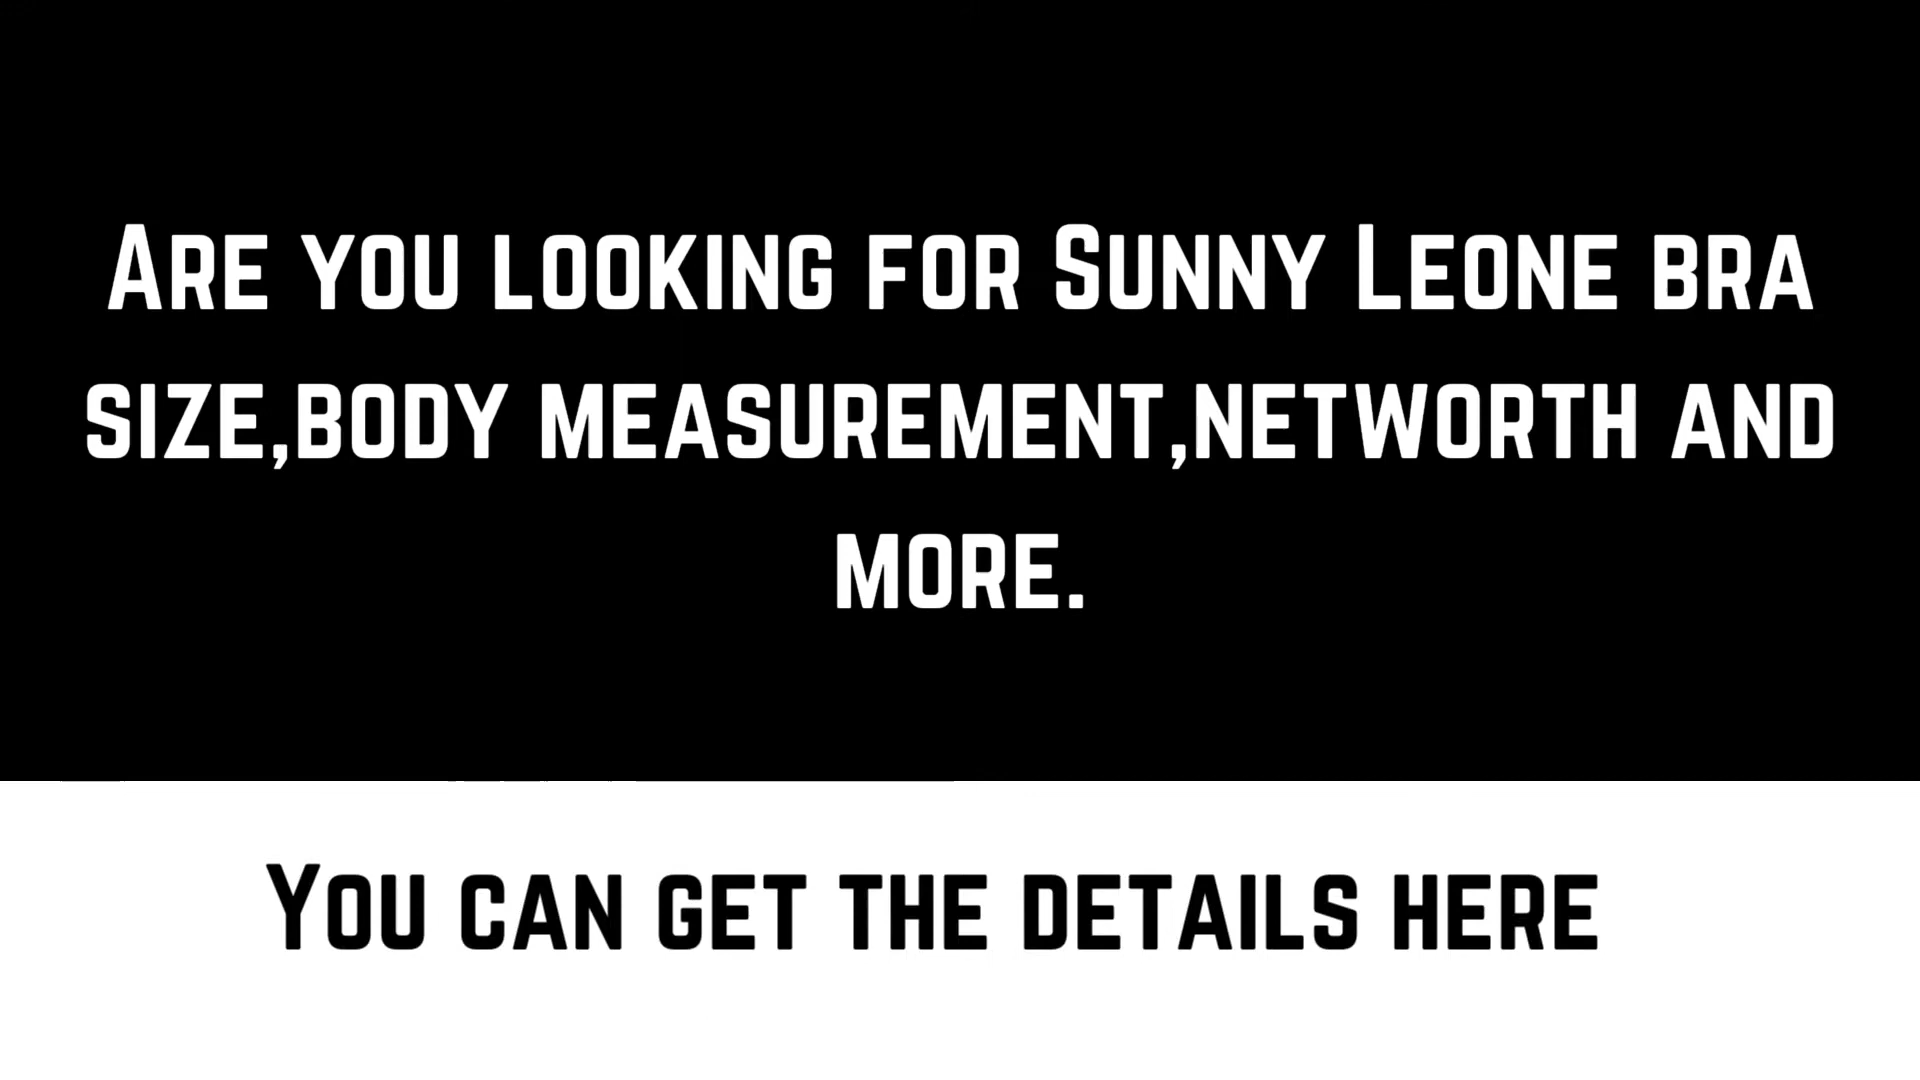 Are you looking for Sunny Leone bra
size,body measurement,networth and
more.
You can get the details here